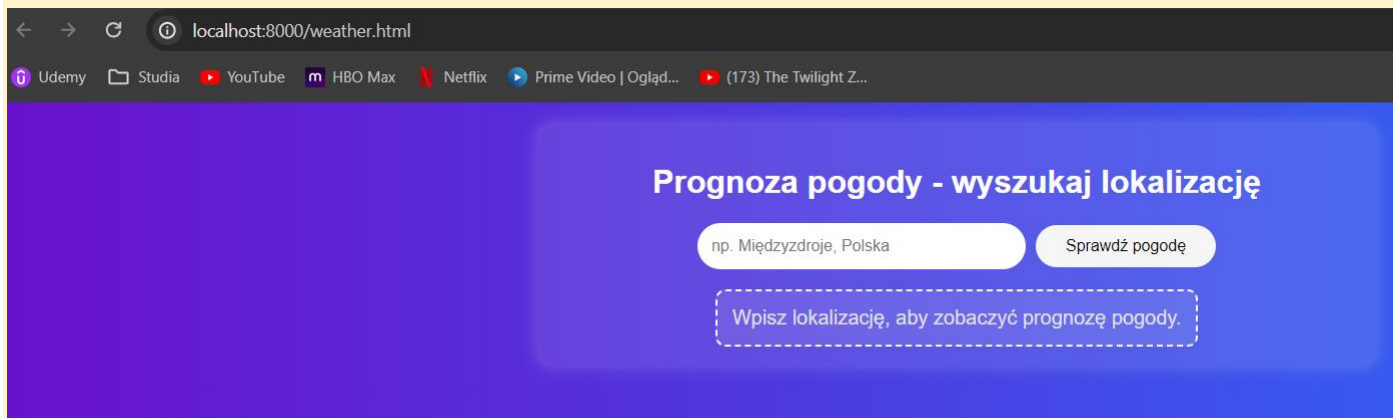 localhost:8000/weather.html
Udemy Studia YouTube HBO Max Netflix Prime Video | Ogląd... (173) The Twilight Z...
Prognoza pogody - wyszukaj lokalizację
np. Międzyzdroje, Polska Sprawdź pogodę
Wpisz lokalizację, aby zobaczyć prognozę pogody.